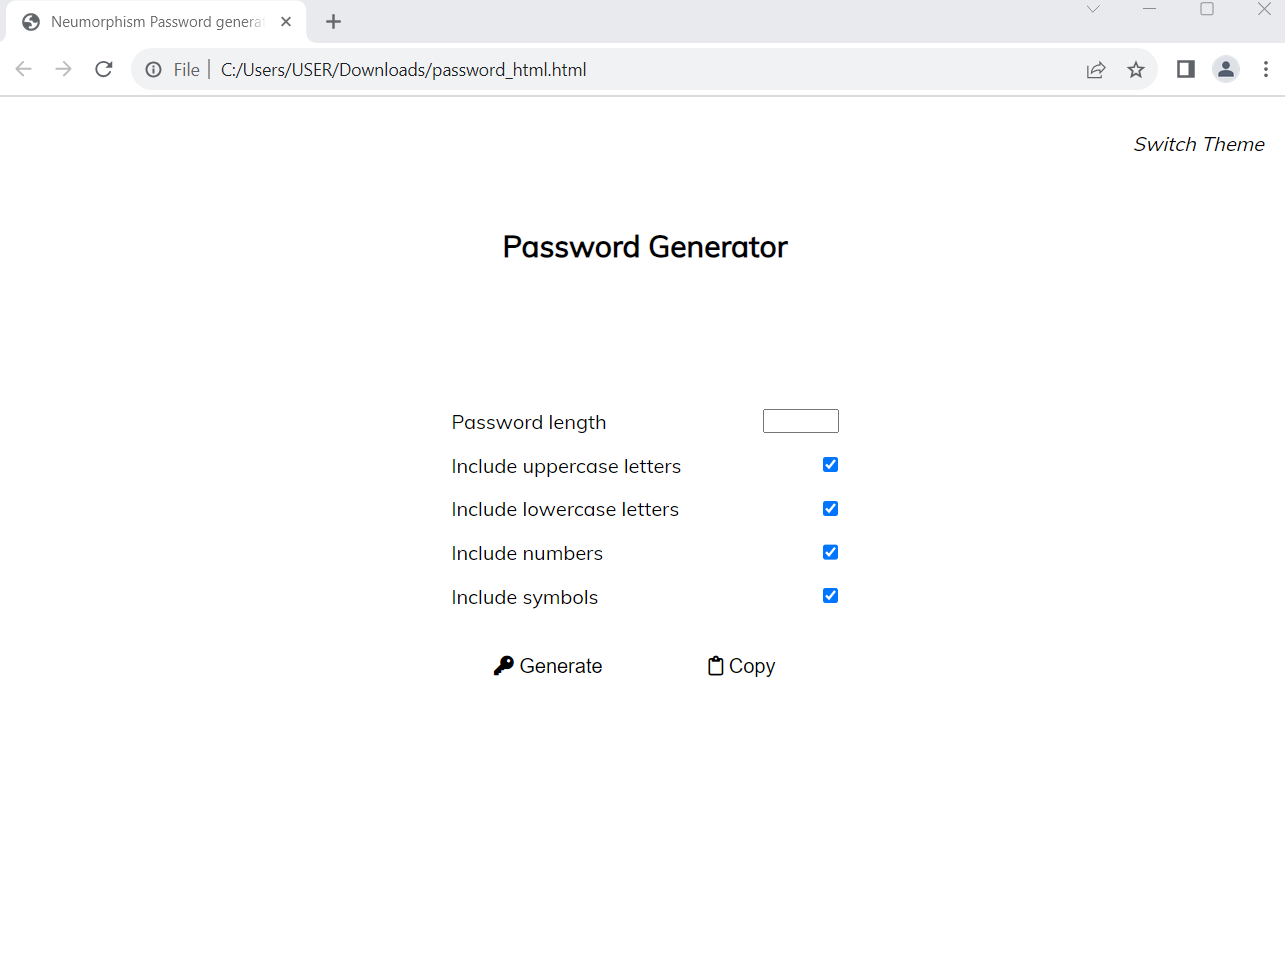 Neumorphism Password genera
File C:/Users/USER/Downloads/password_html.html
Switch Theme
Password Generator
Password length
Include uppercase letters
Include lowercase letters
Include numbers
Include symbols
Generate Copy